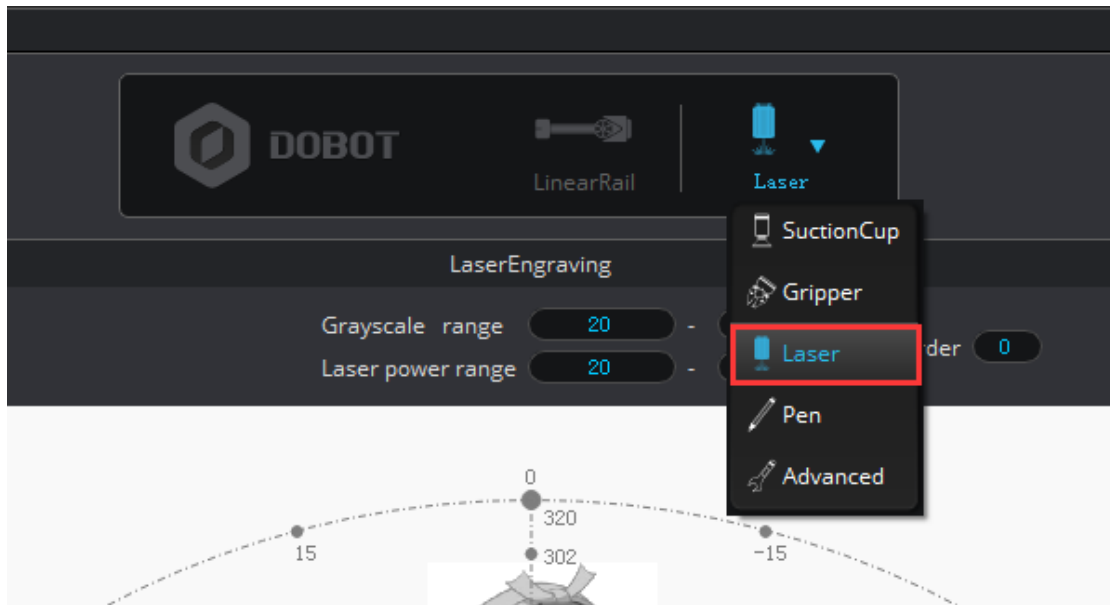 DOBOT
LinearRail
Laser
SuctionCup
Gripper
Laser
Pen
Advanced
LaserEngraving
Grayscale range 20 -
Laser power range 20 -
0
0
320
302
15
-15